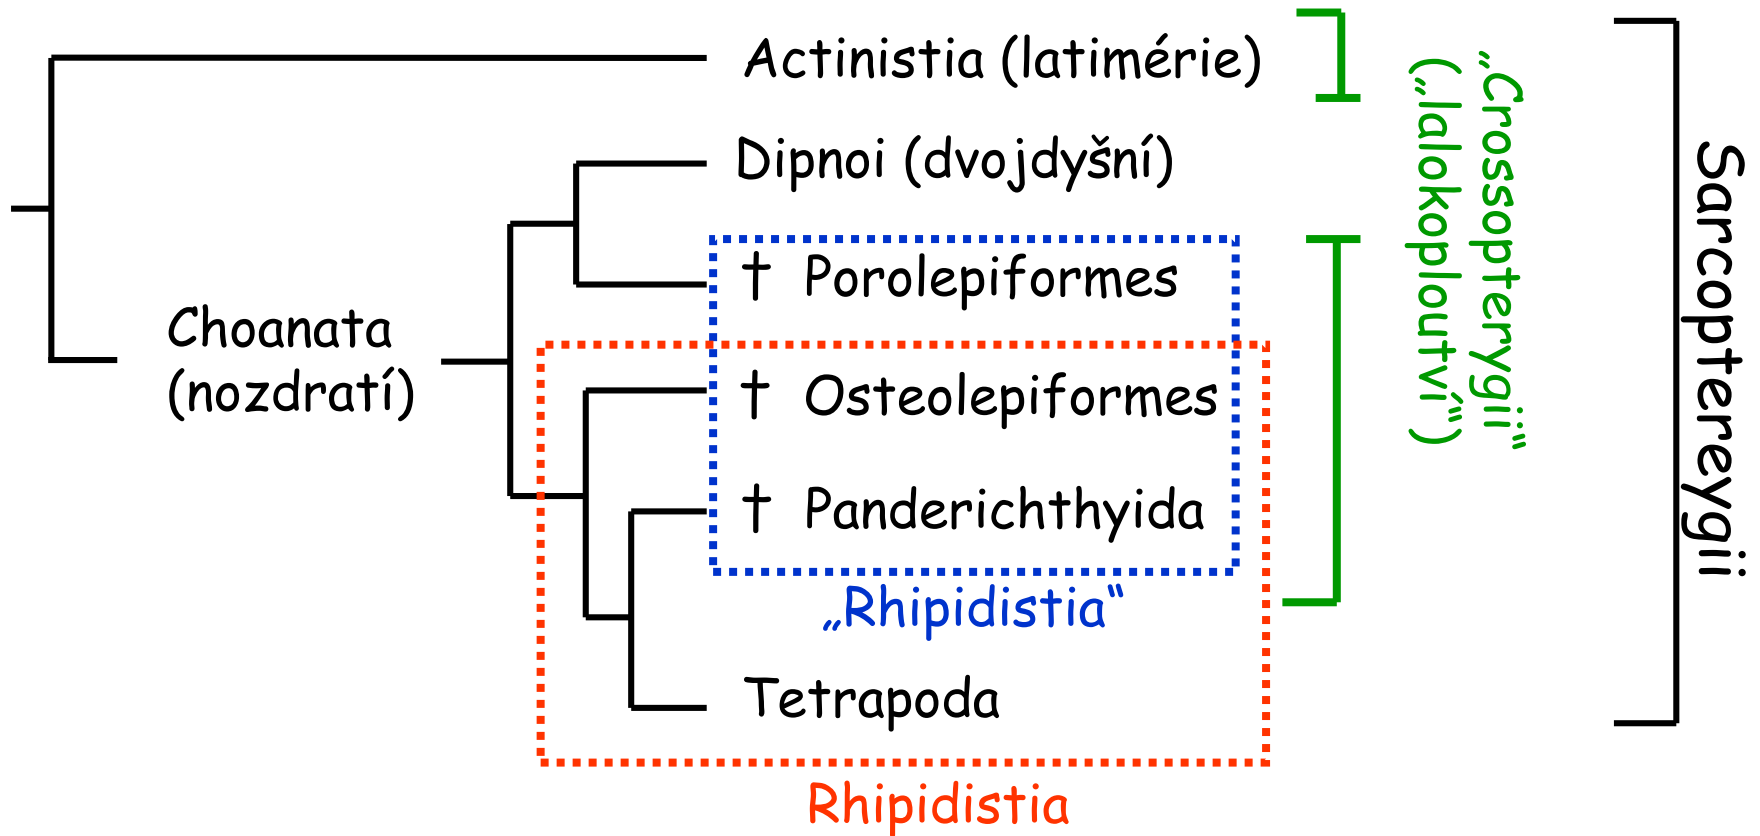 Actinistia (latimérie)
Dipnoi (dvojdyšní)
† Porolepiformes
Choanata
(nozdratí)
† Osteolepiformes
† Panderichthyida
„Rhipidistia“
Tetrapoda
Rhipidistia
„Crossopterygii“
(„lalokoploutví“)
Sarcopterygii